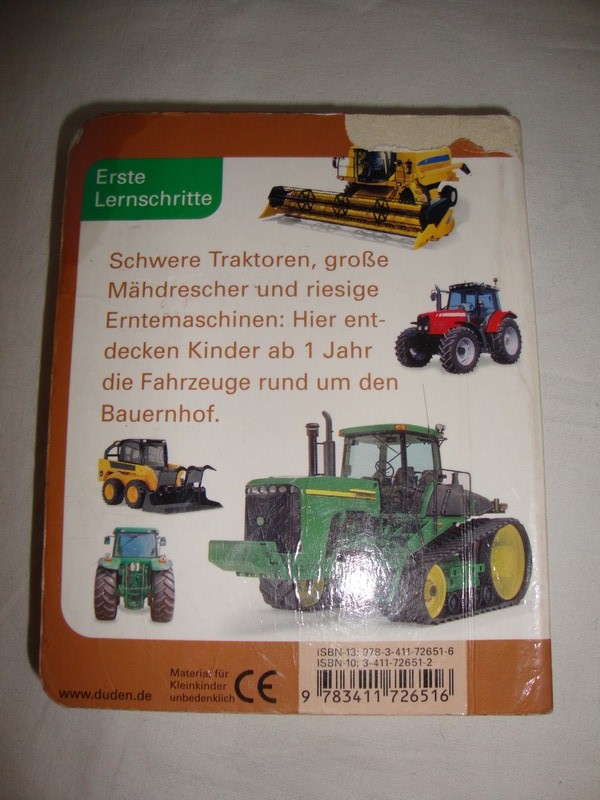 Erste
Lernschritte
Schwere Traktoren, große
Mähdrescher und riesige
Erntemaschinen: Hier ent-
decken Kinder ab 1 Jahr
die Fahrzeuge rund um den
Bauernhof.
ISBN-13: 978-3-411-72651-6
ISBN-10: 3-411-72651-2
www.duden.de
Material für
Kleinkinder
unbedenklich
CE
9 783411 726516